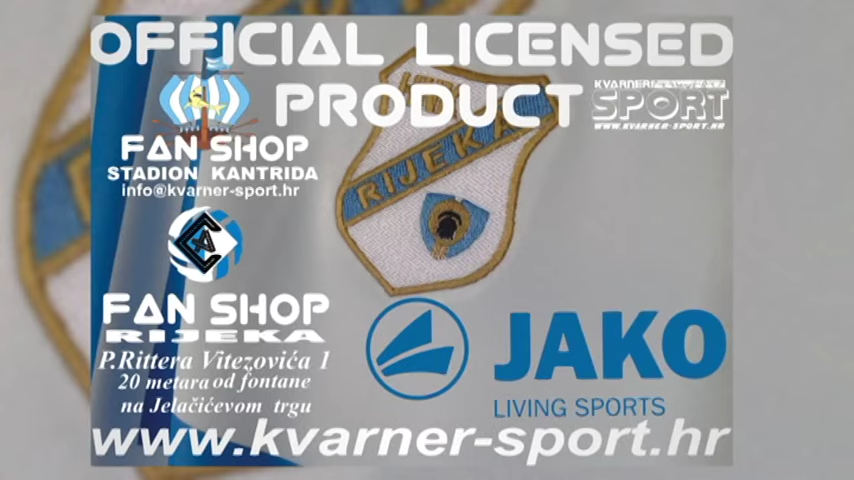 OFFICIAL LICENSED
PRODUCT
KVARNER
SPORT
WWW.KVARNER-SPORT.HR
FAN SHOP
STADION KANTRIDA
info@kvarner-sport.hr
RIJEKA
FAN SHOP
RIJEKA
P.Rittera Vitezovića 1
20 metara od fontane
na Jelačićevom trgu
JAKO
LIVING SPORTS
www.kvarner-sport.hr